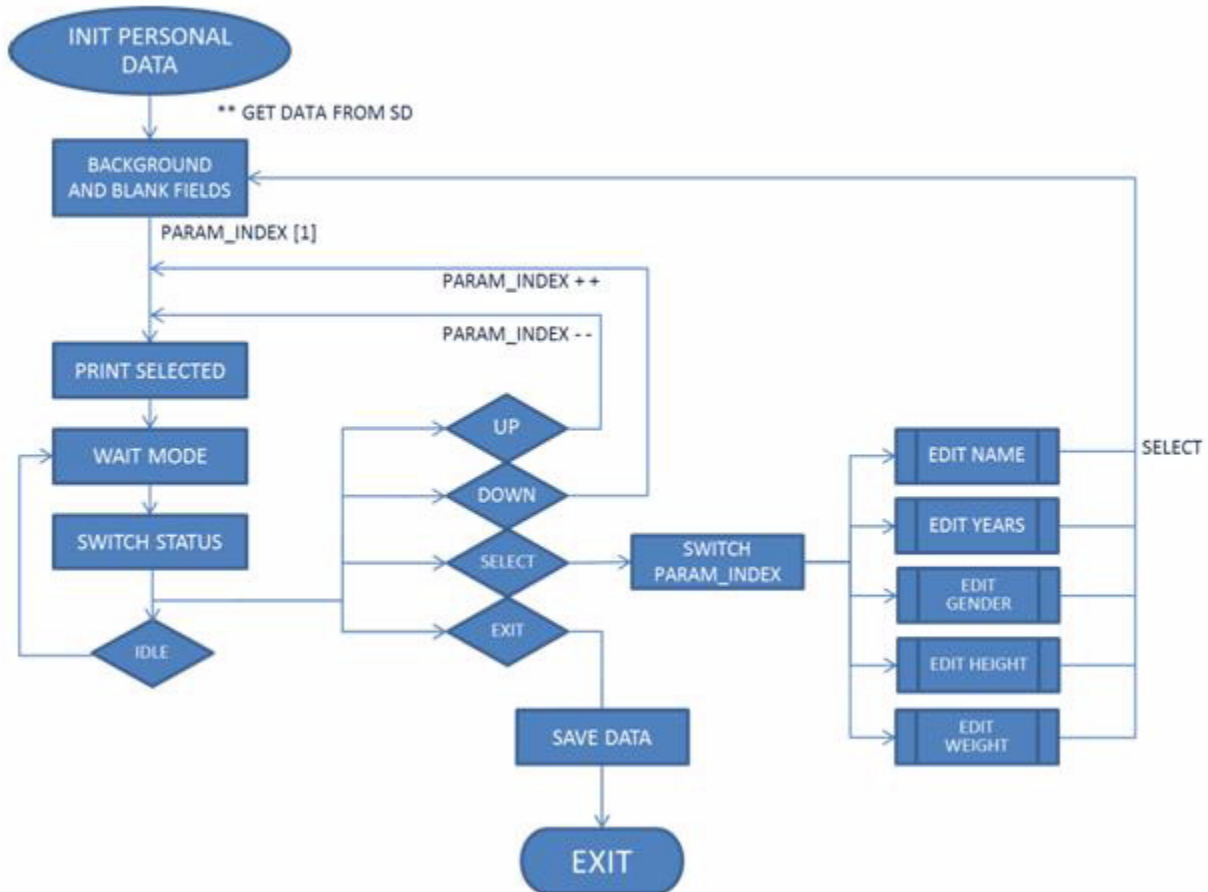 INIT PERSONAL
DATA
** GET DATA FROM SD
BACKGROUND
AND BLANK FIELDS
PARAM_INDEX [1]
PARAM_INDEX + +
PARAM_INDEX - -
PRINT SELECTED
WAIT MODE
SWITCH STATUS
IDLE
UP
DOWN
SELECT
EXIT
SWITCH
PARAM_INDEX
EDIT NAME
EDIT YEARS
EDIT
GENDER
EDIT HEIGHT
EDIT
WEIGHT
SELECT
SAVE DATA
EXIT